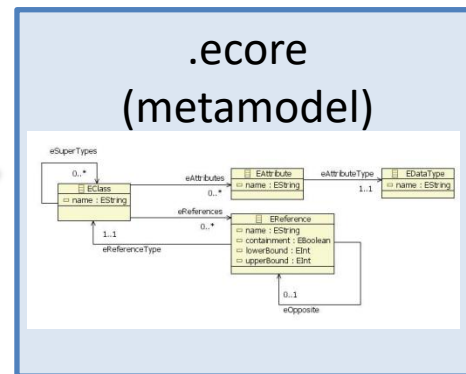 .ecore
(metamodel)
eSuperTypes
0..*
EClass
name : EString
eAttributes
0..*
EAttribute
name : EString
eAttributeType
1..1
EDataType
name : EString
eReferences
0..*
1..1
eReferenceType
EReference
name : EString
containment : EBoolean
lowerBound : EInt
upperBound : EInt
0..1
eOpposite